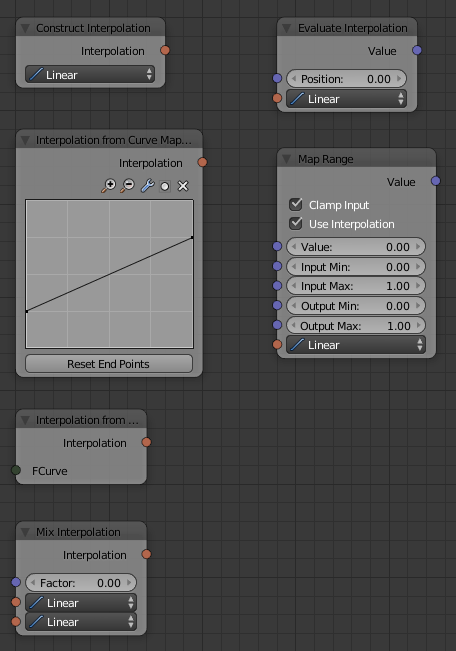 Construct Interpolation
Interpolation
Linear
Evaluate Interpolation
Value
Position: 0.00
Linear
Interpolation from Curve Map...
Interpolation
Reset End Points
Map Range
Value
Clamp Input
Use Interpolation
Value: 0.00
Input Min: 0.00
Input Max: 1.00
Output Min: 0.00
Output Max: 1.00
Linear
Interpolation from ...
Interpolation
FCurve
Mix Interpolation
Interpolation
Factor: 0.00
Linear
Linear